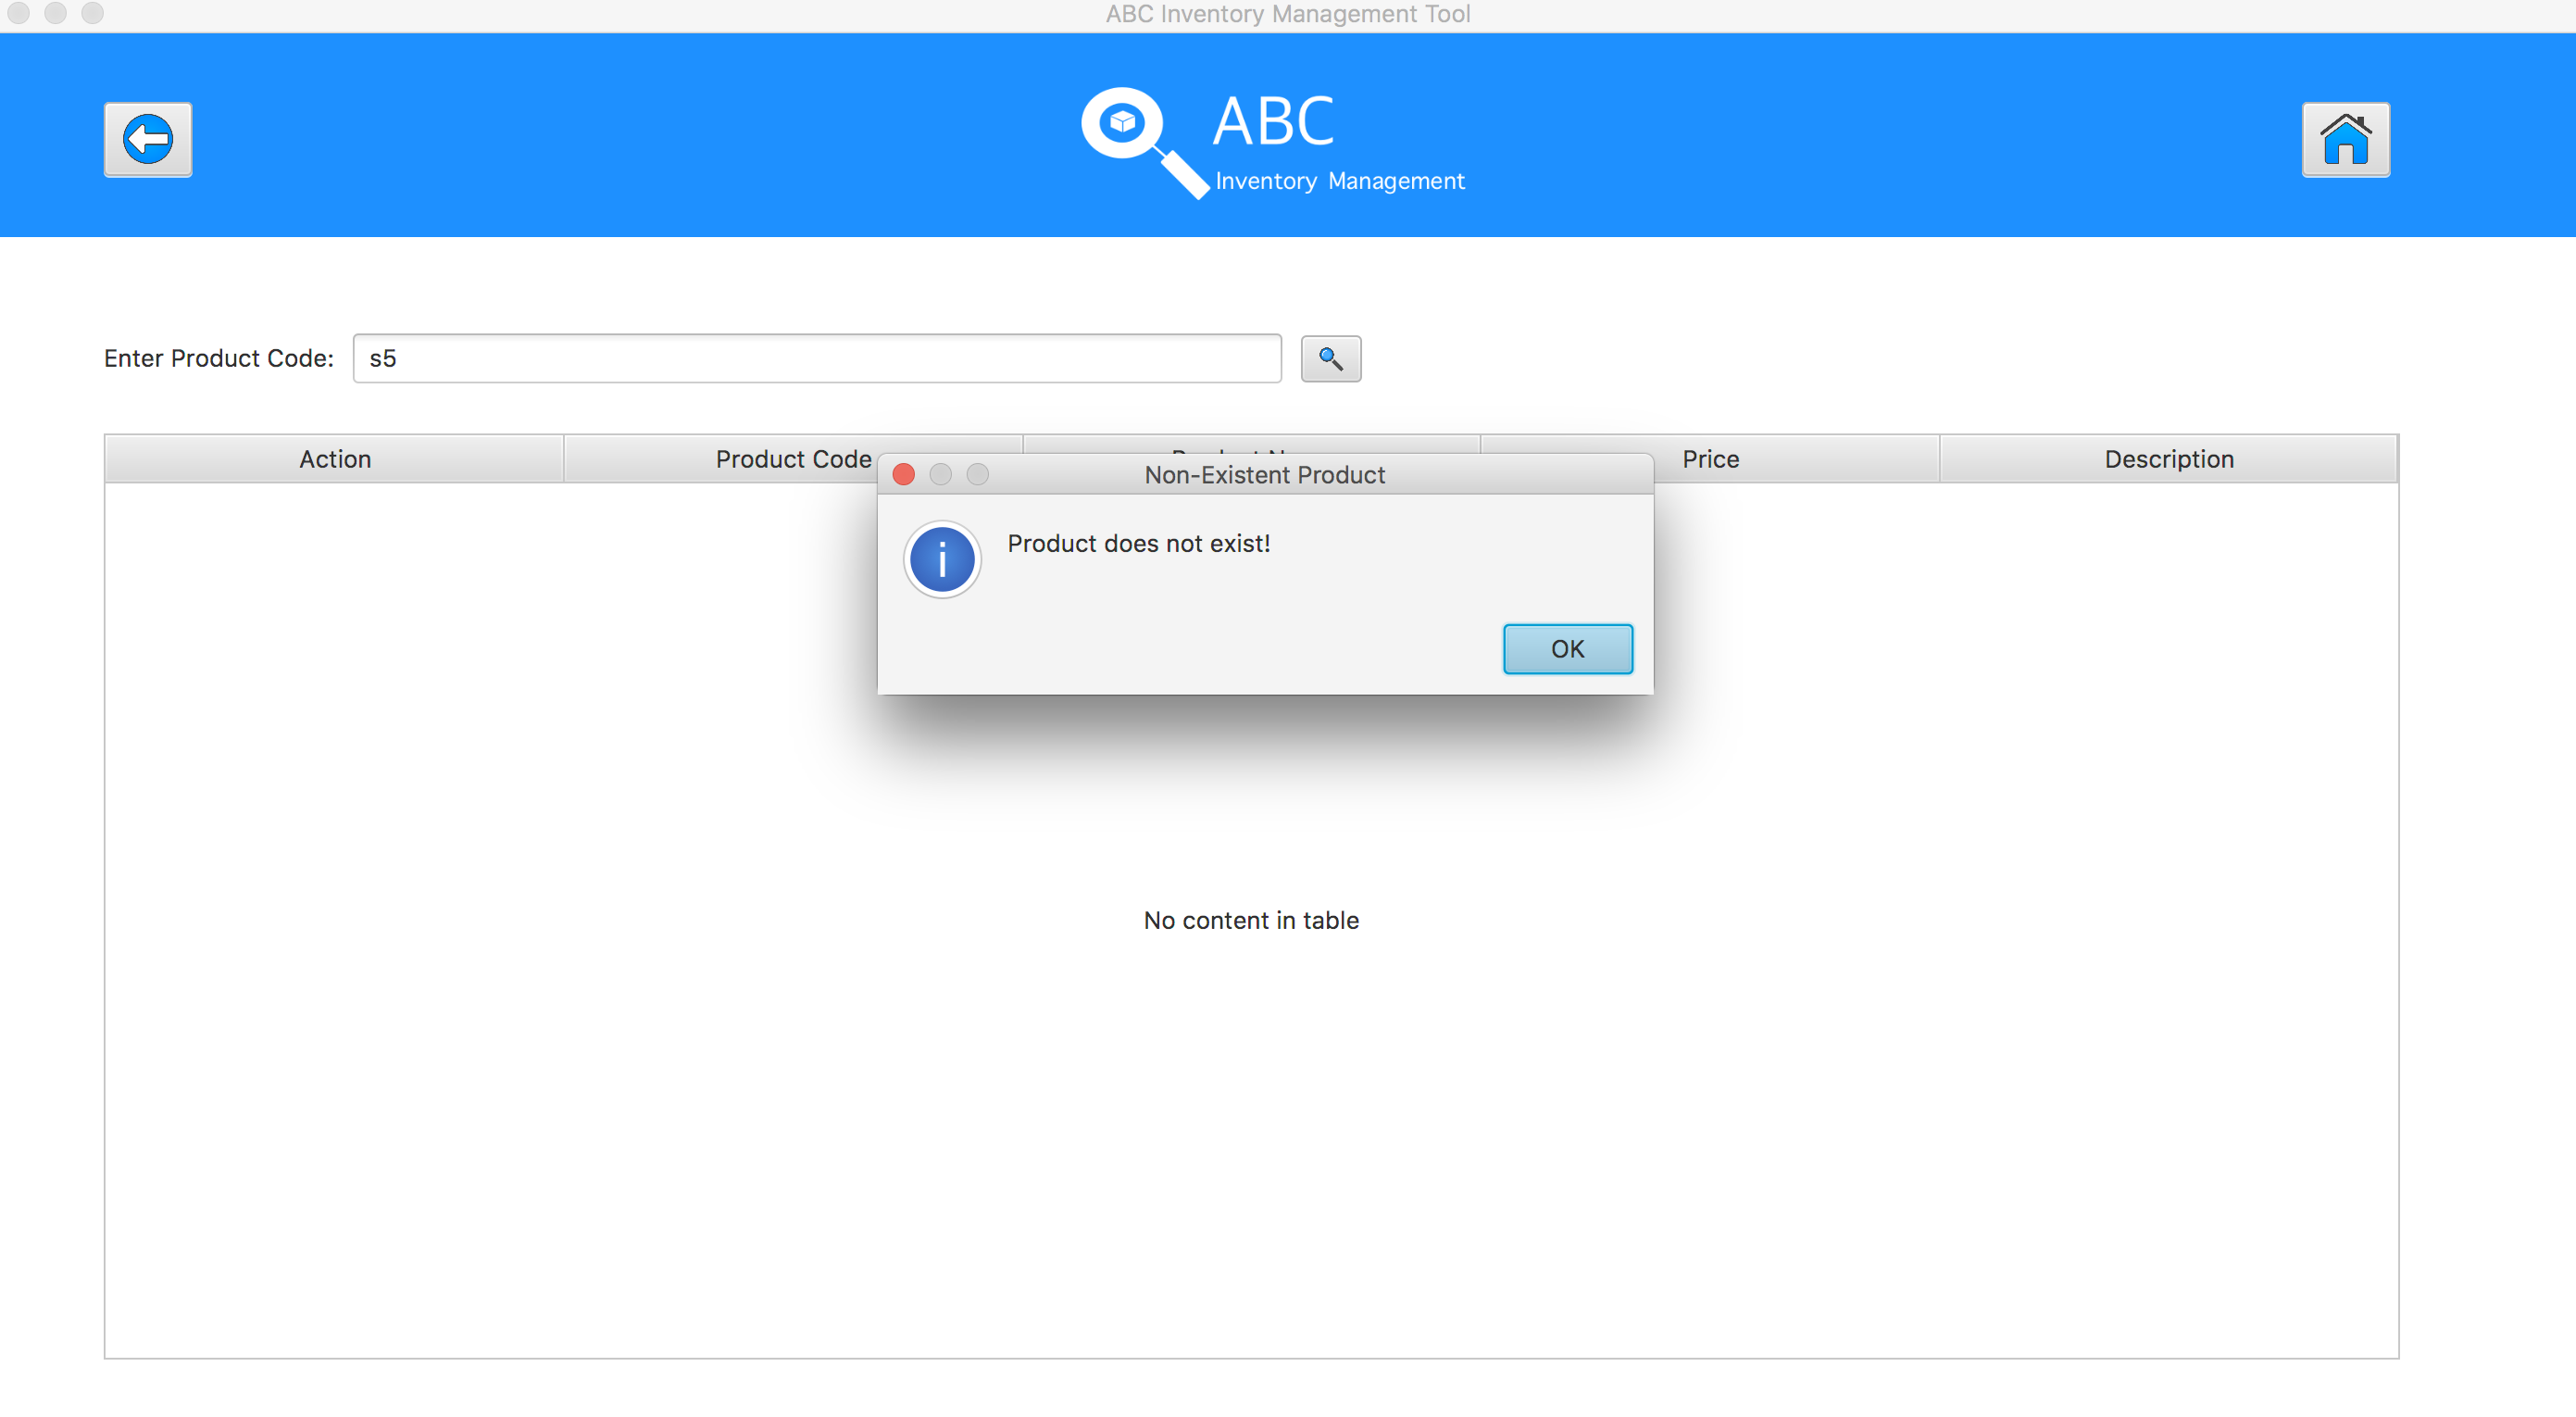 ABC Inventory Management Tool
ABC
Inventory Management
Enter Product Code: s5
Action Product Code Price Description
Non-Existent Product
Product does not exist!
OK
No content in table